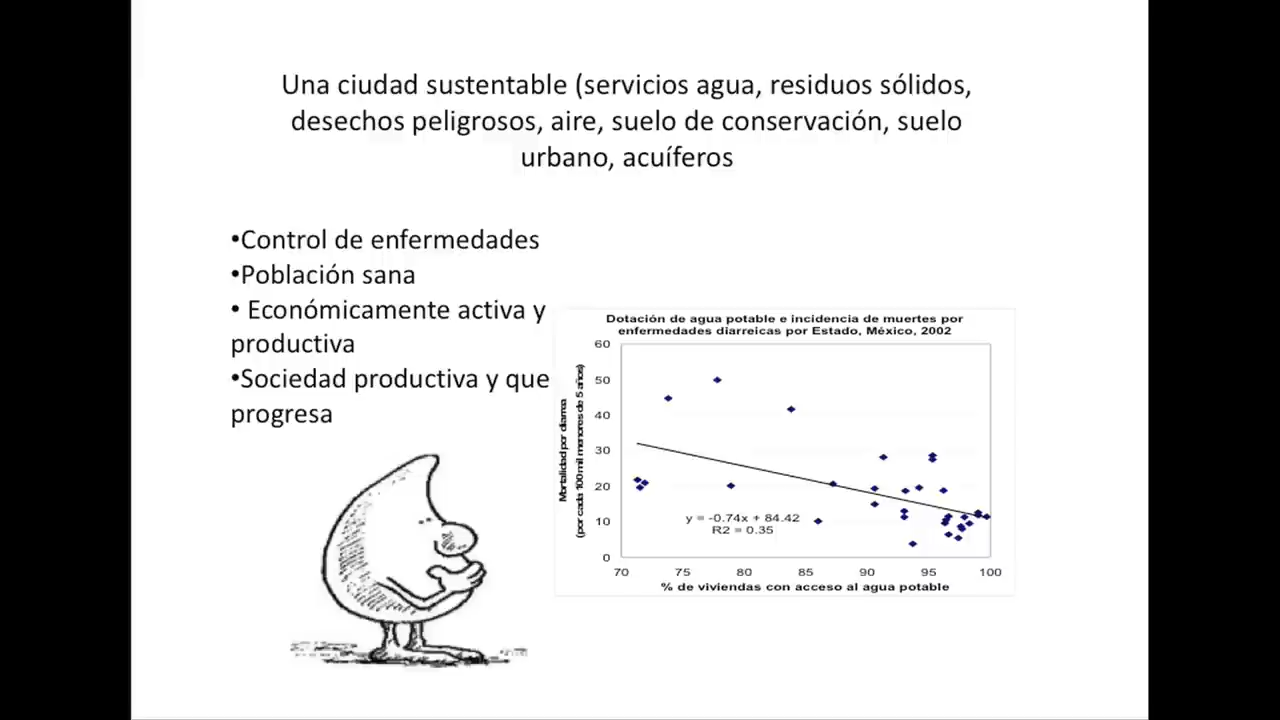 Una ciudad sustentable (servicios agua, residuos sólidos,
desechos peligrosos, aire, suelo de conservación, suelo
urbano, acuíferos
•Control de enfermedades
•Población sana
• Económicamente activa y
productiva
•Sociedad productiva y que
progresa
Dotación de agua potable e incidencia de muertes por
enfermedades diarreicas por Estado, México, 2002
Mortalidad por diarrea
(por cada 100 mil menores de 5 años)
60
50
40
30
20
10
0
y = -0.74x + 84.42
R2 = 0.35
70 75 80 85 90 95 100
% de viviendas con acceso al agua potable